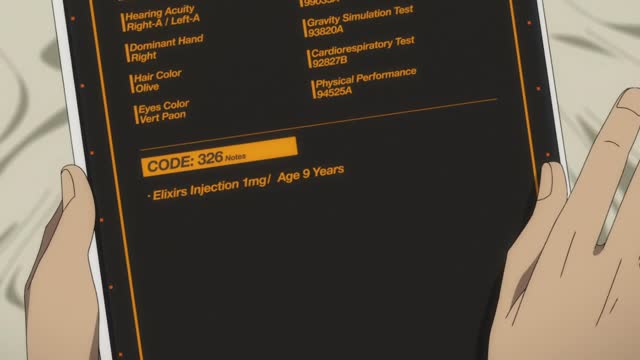 Hearing Acuity
Right-A / Left-A
Dominant Hand
Right
Hair Color
Olive
Eyes Color
Vert Paon
99035A
Gravity Simulation Test
93820A
Cardiorespiratory Test
92827B
Physical Performance
94525A
CODE: 326 Notes
· Elixirs Injection 1mg/ Age 9 Years